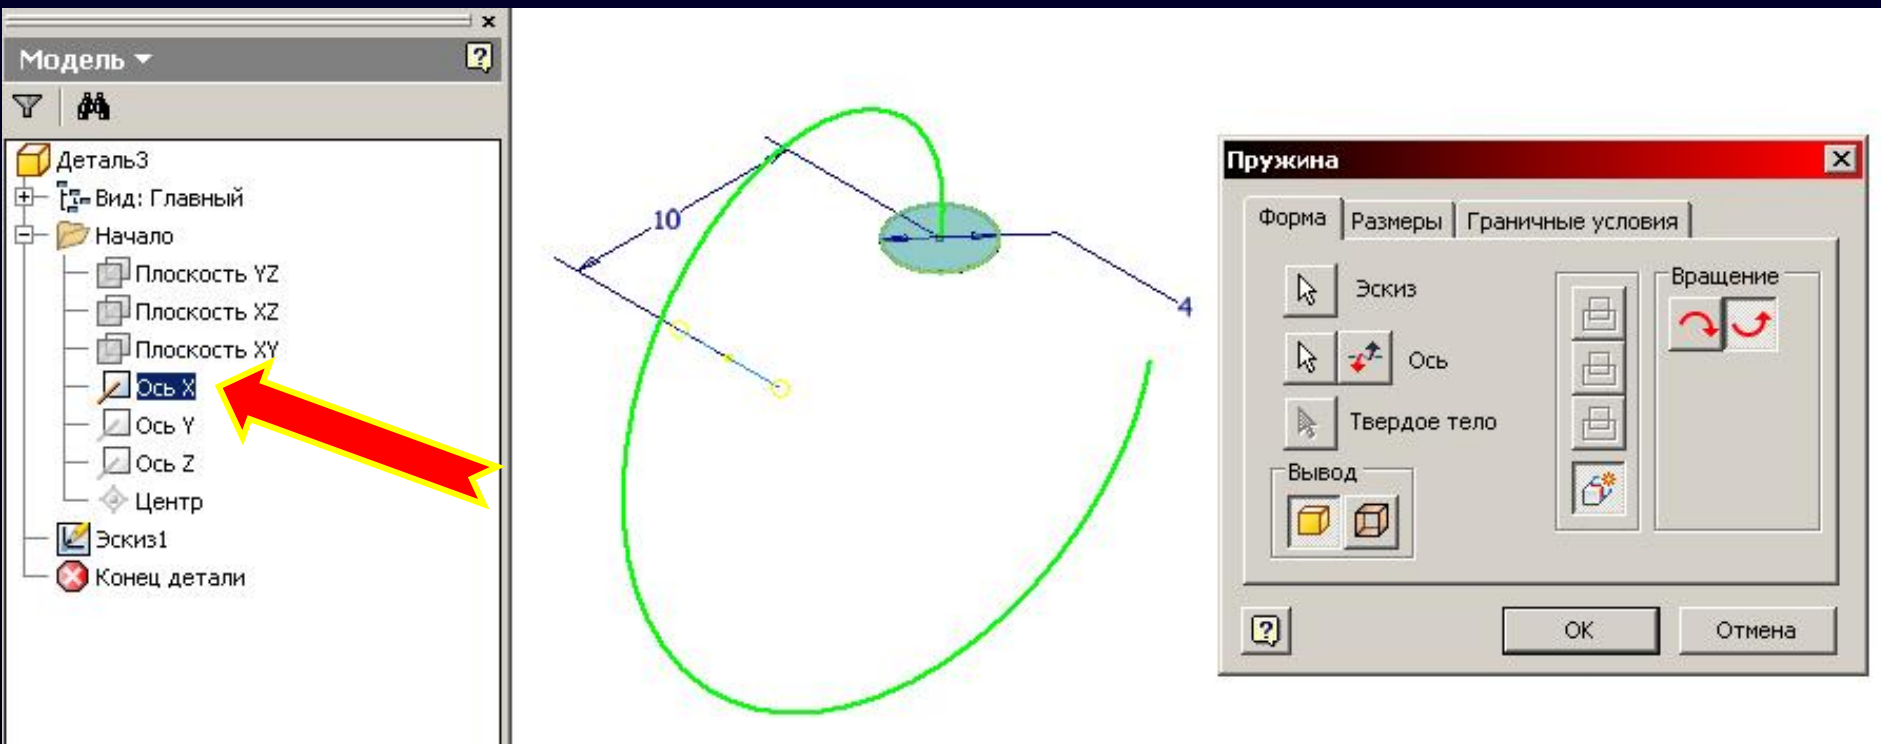 Модель
Деталь3
Вид: Главный
Начало
Плоскость YZ
Плоскость XZ
Плоскость XY
Ось X
Ось Y
Ось Z
Центр
Эскиз1
Конец детали
10
4
Пружина
Форма Размеры Граничные условия
Эскиз
Ось
Твердое тело
Вывод
Вращение
OK Отмена